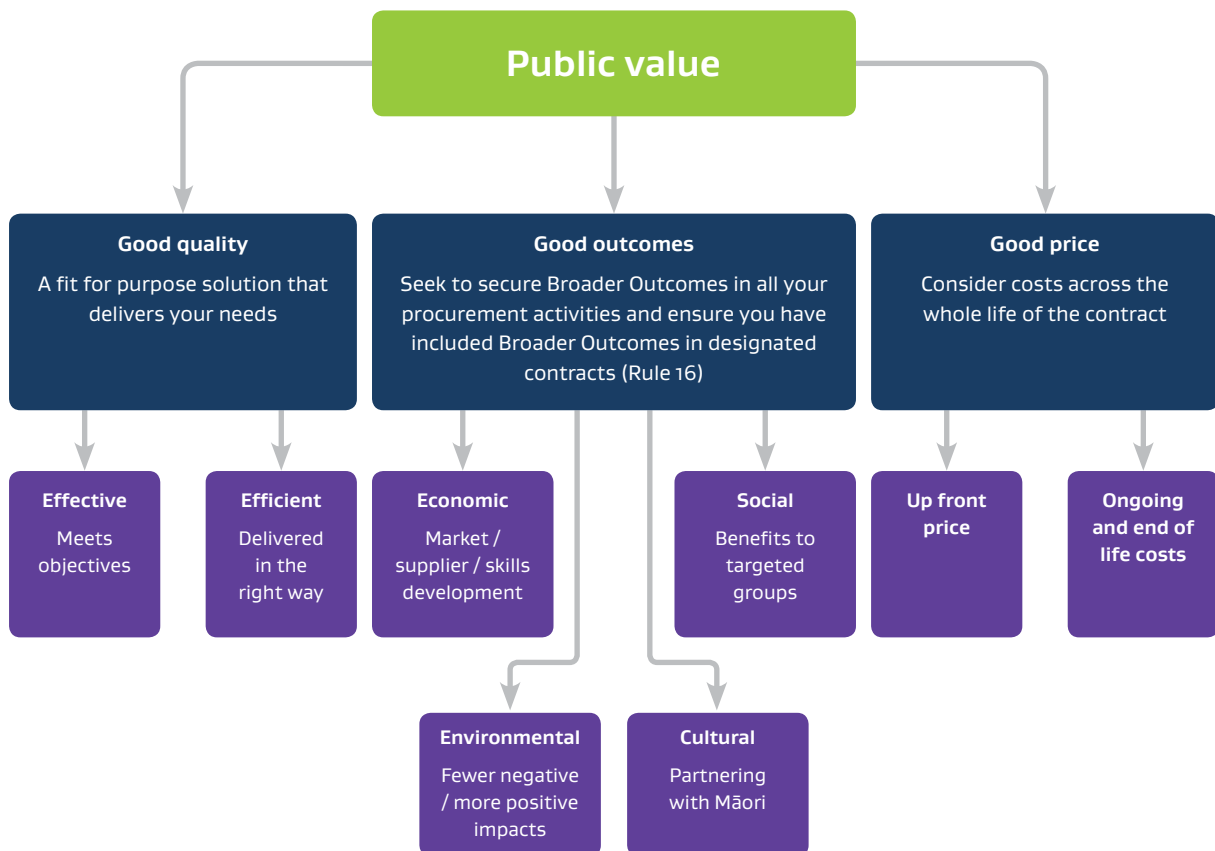 Public value
Good quality
A fit for purpose solution that
delivers your needs
Good outcomes
Seek to secure Broader Outcomes in all your
procurement activities and ensure you have
included Broader Outcomes in designated
contracts (Rule 16)
Good price
Consider costs across the
whole life of the contract
Effective
Meets
objectives
Efficient
Delivered
in the
right way
Economic
Market /
supplier / skills
development
Social
Benefits to
targeted
groups
Up front
price
Ongoing
and end of
life costs
Environmental
Fewer negative
/ more positive
impacts
Cultural
Partnering
with Māori